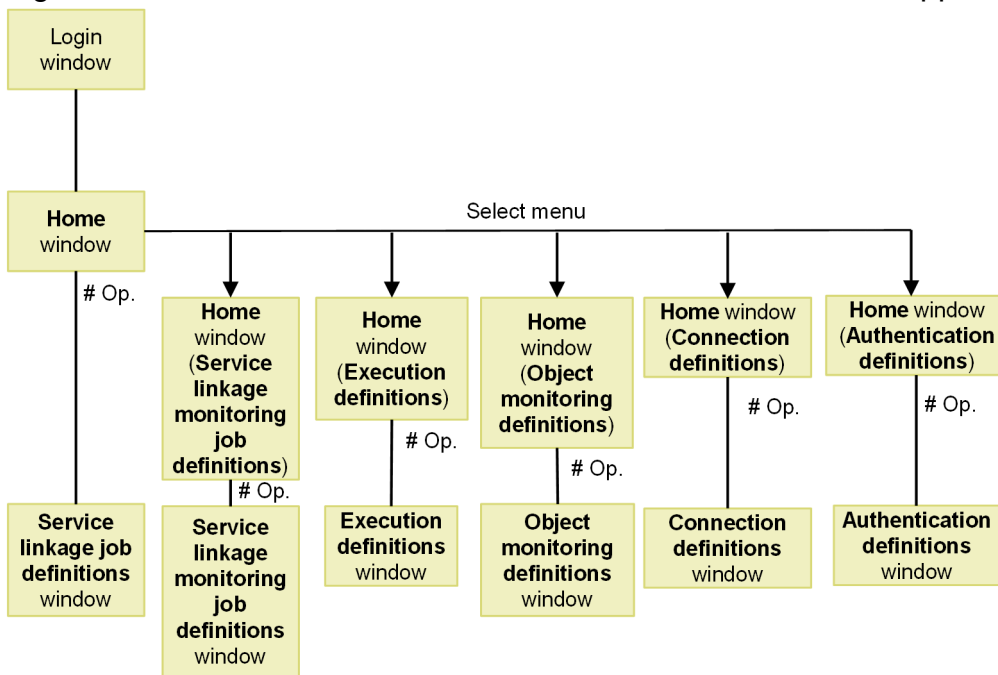 Login
window
Home
window
Select menu
# Op.
Home
window
(Service
linkage
monitoring
job
definitions)
Home
window
(Execution
definitions)
Home
window
(Object
monitoring
definitions)
Home window
(Connection
definitions)
Home window
(Authentication
definitions)
# Op.
# Op.
# Op.
# Op.
# Op.
Service
linkage job
definitions
window
Service
linkage
monitoring
job
definitions
window
Execution
definitions
window
Object
monitoring
definitions
window
Connection
definitions
window
Authentication
definitions
window